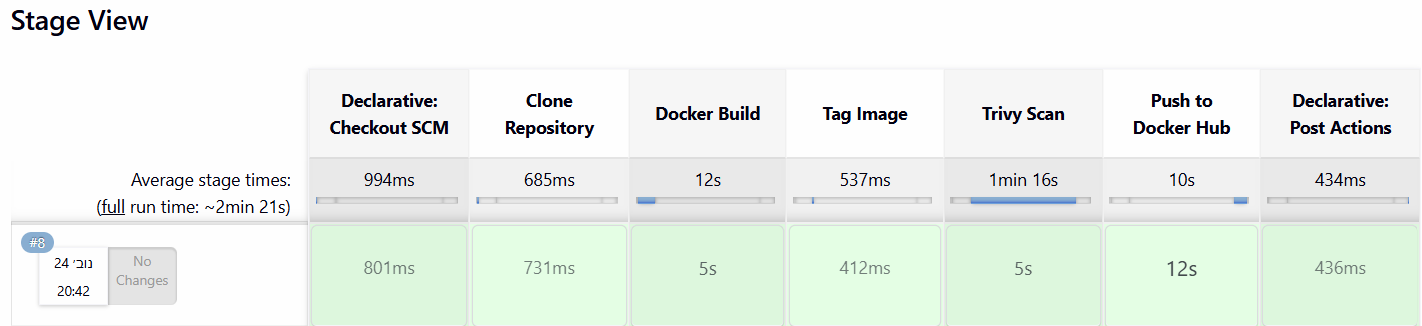 Stage View
Declarative: Checkout SCM
Clone Repository
Docker Build
Tag Image
Trivy Scan
Push to Docker Hub
Declarative: Post Actions
Average stage times:
(full run time: ~2min 21s)
994ms
685ms
12s
537ms
1min 16s
10s
434ms
#8
24 נוב׳
20:42
No Changes
801ms
731ms
5s
412ms
5s
12s
436ms